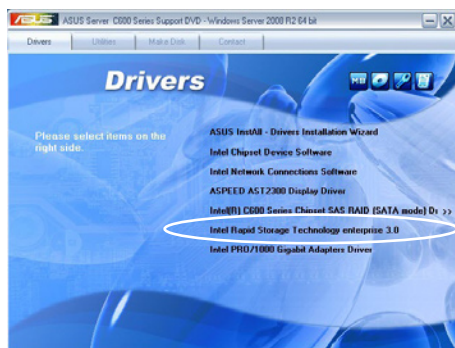 ASUS ASUS Server C600 Series Support DVD - Windows Server 2008 R2 64 bit
Drivers Utilities Make Disk Contact
Drivers
Please select items on the
right side.
ASUS InstAll - Drivers Installation Wizard
Intel Chipset Device Software
Intel Network Connections Software
ASPEED AST2300 Display Driver
Intel(R) C600 Series Chipset SAS RAID (SATA mode) Dr >>
Intel Rapid Storage Technology enterprise 3.0
Intel PRO/1000 Gigabit Adapters Driver